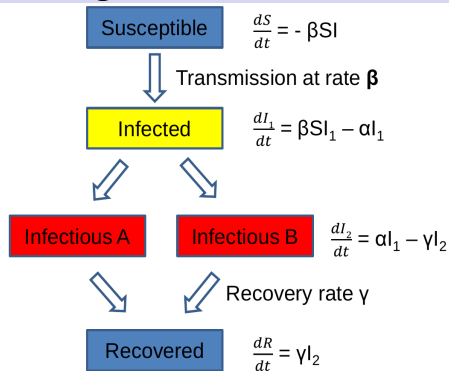 Susceptible
dS/dt = - βSI
Transmission at rate β
Infected
dI₁/dt = βSI₁ – αI₁
Infectious A
Infectious B
dI₂/dt = αI₁ – γI₂
Recovery rate γ
Recovered
dR/dt = γI₂